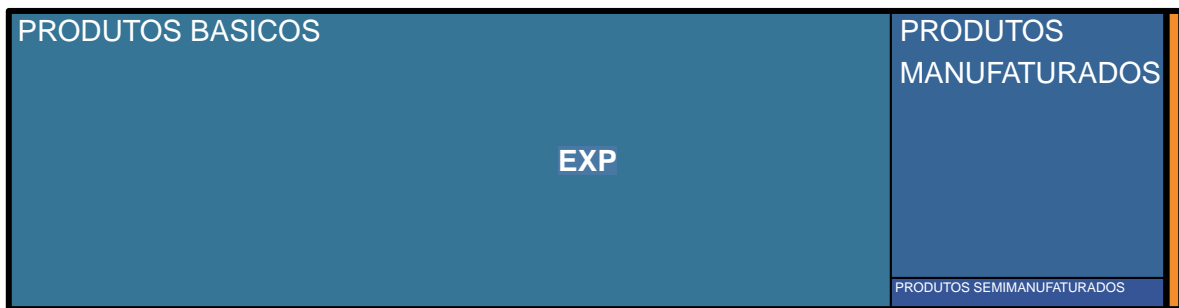 PRODUTOS BASICOS
PRODUTOS
MANUFATURADOS
EXP
PRODUTOS SEMIMANUFATURADOS